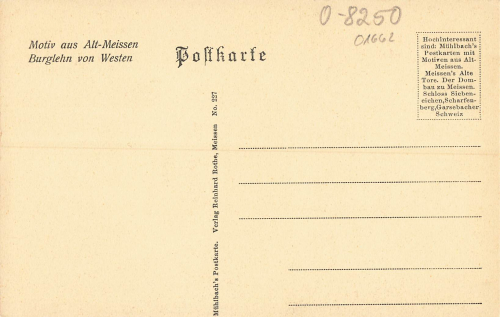 O-8250
01662
Motiv aus Alt-Meissen
Burglehn von Westen
Postkarte
Hochinteressant
sind: Mühlbach's
Postkarten mit
Motiven aus Alt-
Meissen.
Meissen's Alte
Tore. Der Dom-
bau zu Meissen.
Schloss Sieben-
eichen,Scharfen-
berg,Garsebacher
Schweiz
Mühlbach's Postkarte. Verlag Reinhard Rothe, Meissen No. 227